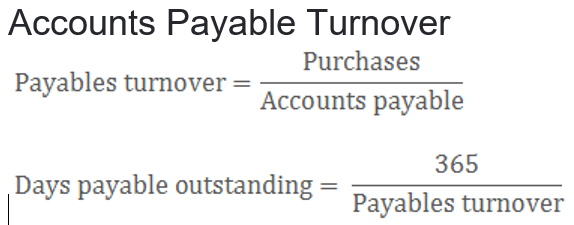 Accounts Payable Turnover
Payables turnover = Purchases / Accounts payable
Days payable outstanding = 365 / Payables turnover